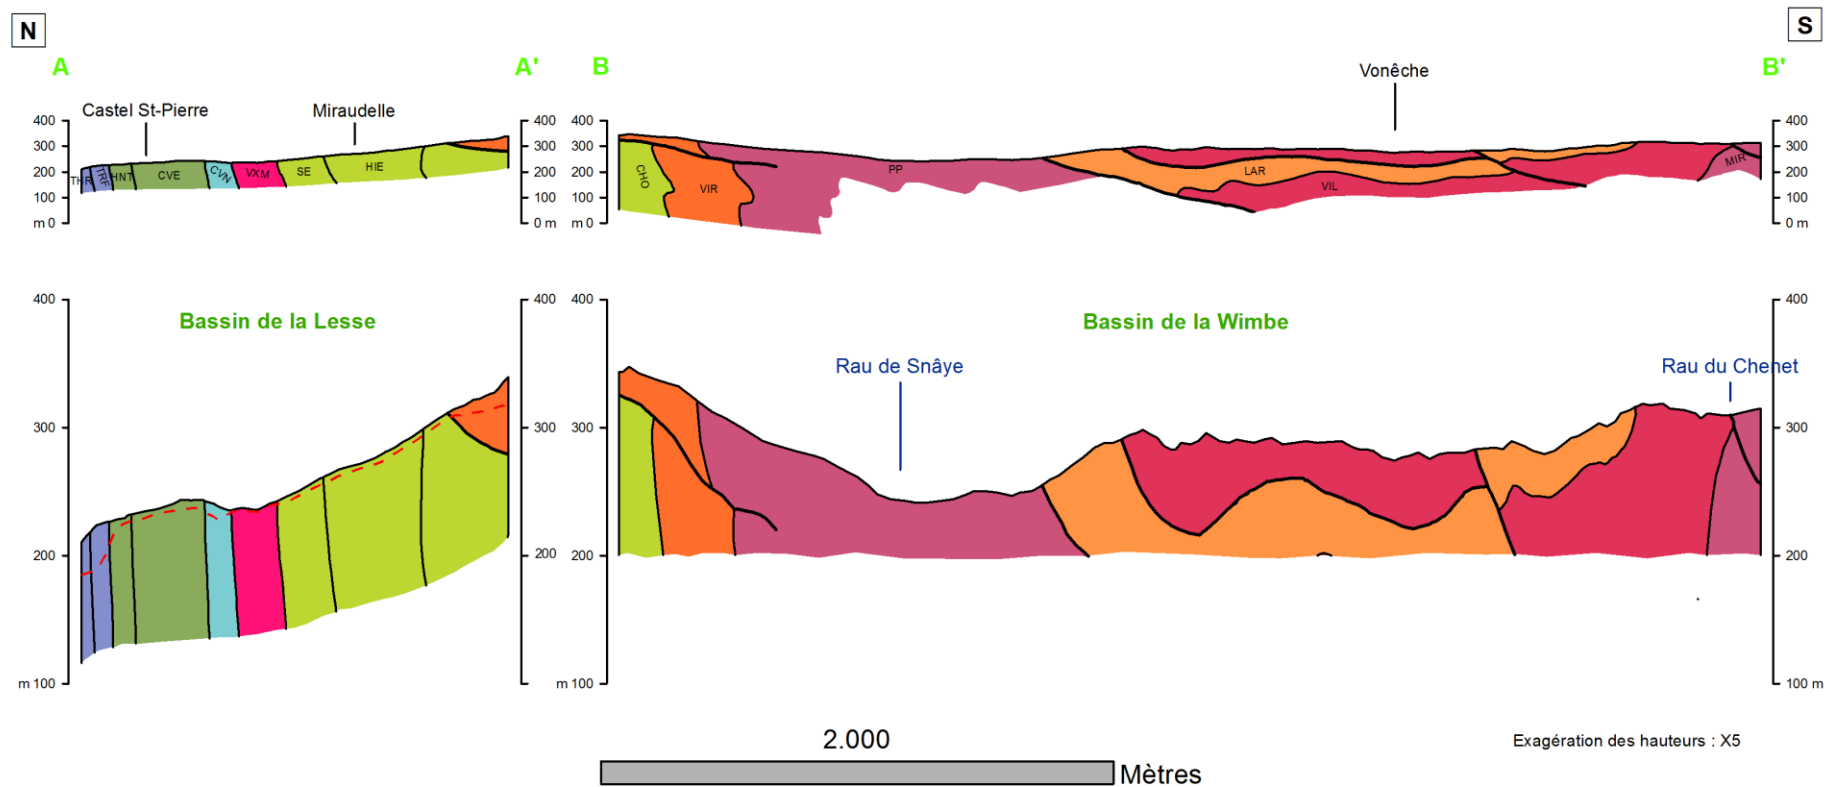 N
S
A
A'
B
B'
Vonêche
Castel St-Pierre
Miraudelle
400
400
400
400
300
300
300
300
200
200
200
200
100
100
100
100
m 0
0 m
m 0
0 m
THR
TRF
HNT
CVE
CVN
VXM
SE
HIE
CHO
VIR
PP
LAR
VIL
MIR
400
400
400
400
Bassin de la Lesse
Bassin de la Wimbe
Rau de Snâye
Rau du Chenet
300
300
300
300
200
200
200
200
m 100
m 100
100 m
2.000
Exagération des hauteurs : X5
Mètres